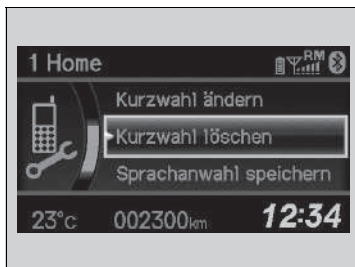 1 Home RM
Kurzwahl ändern
Kurzwahl löschen
Sprachanwahl speichern
23°c 002300km 12:34